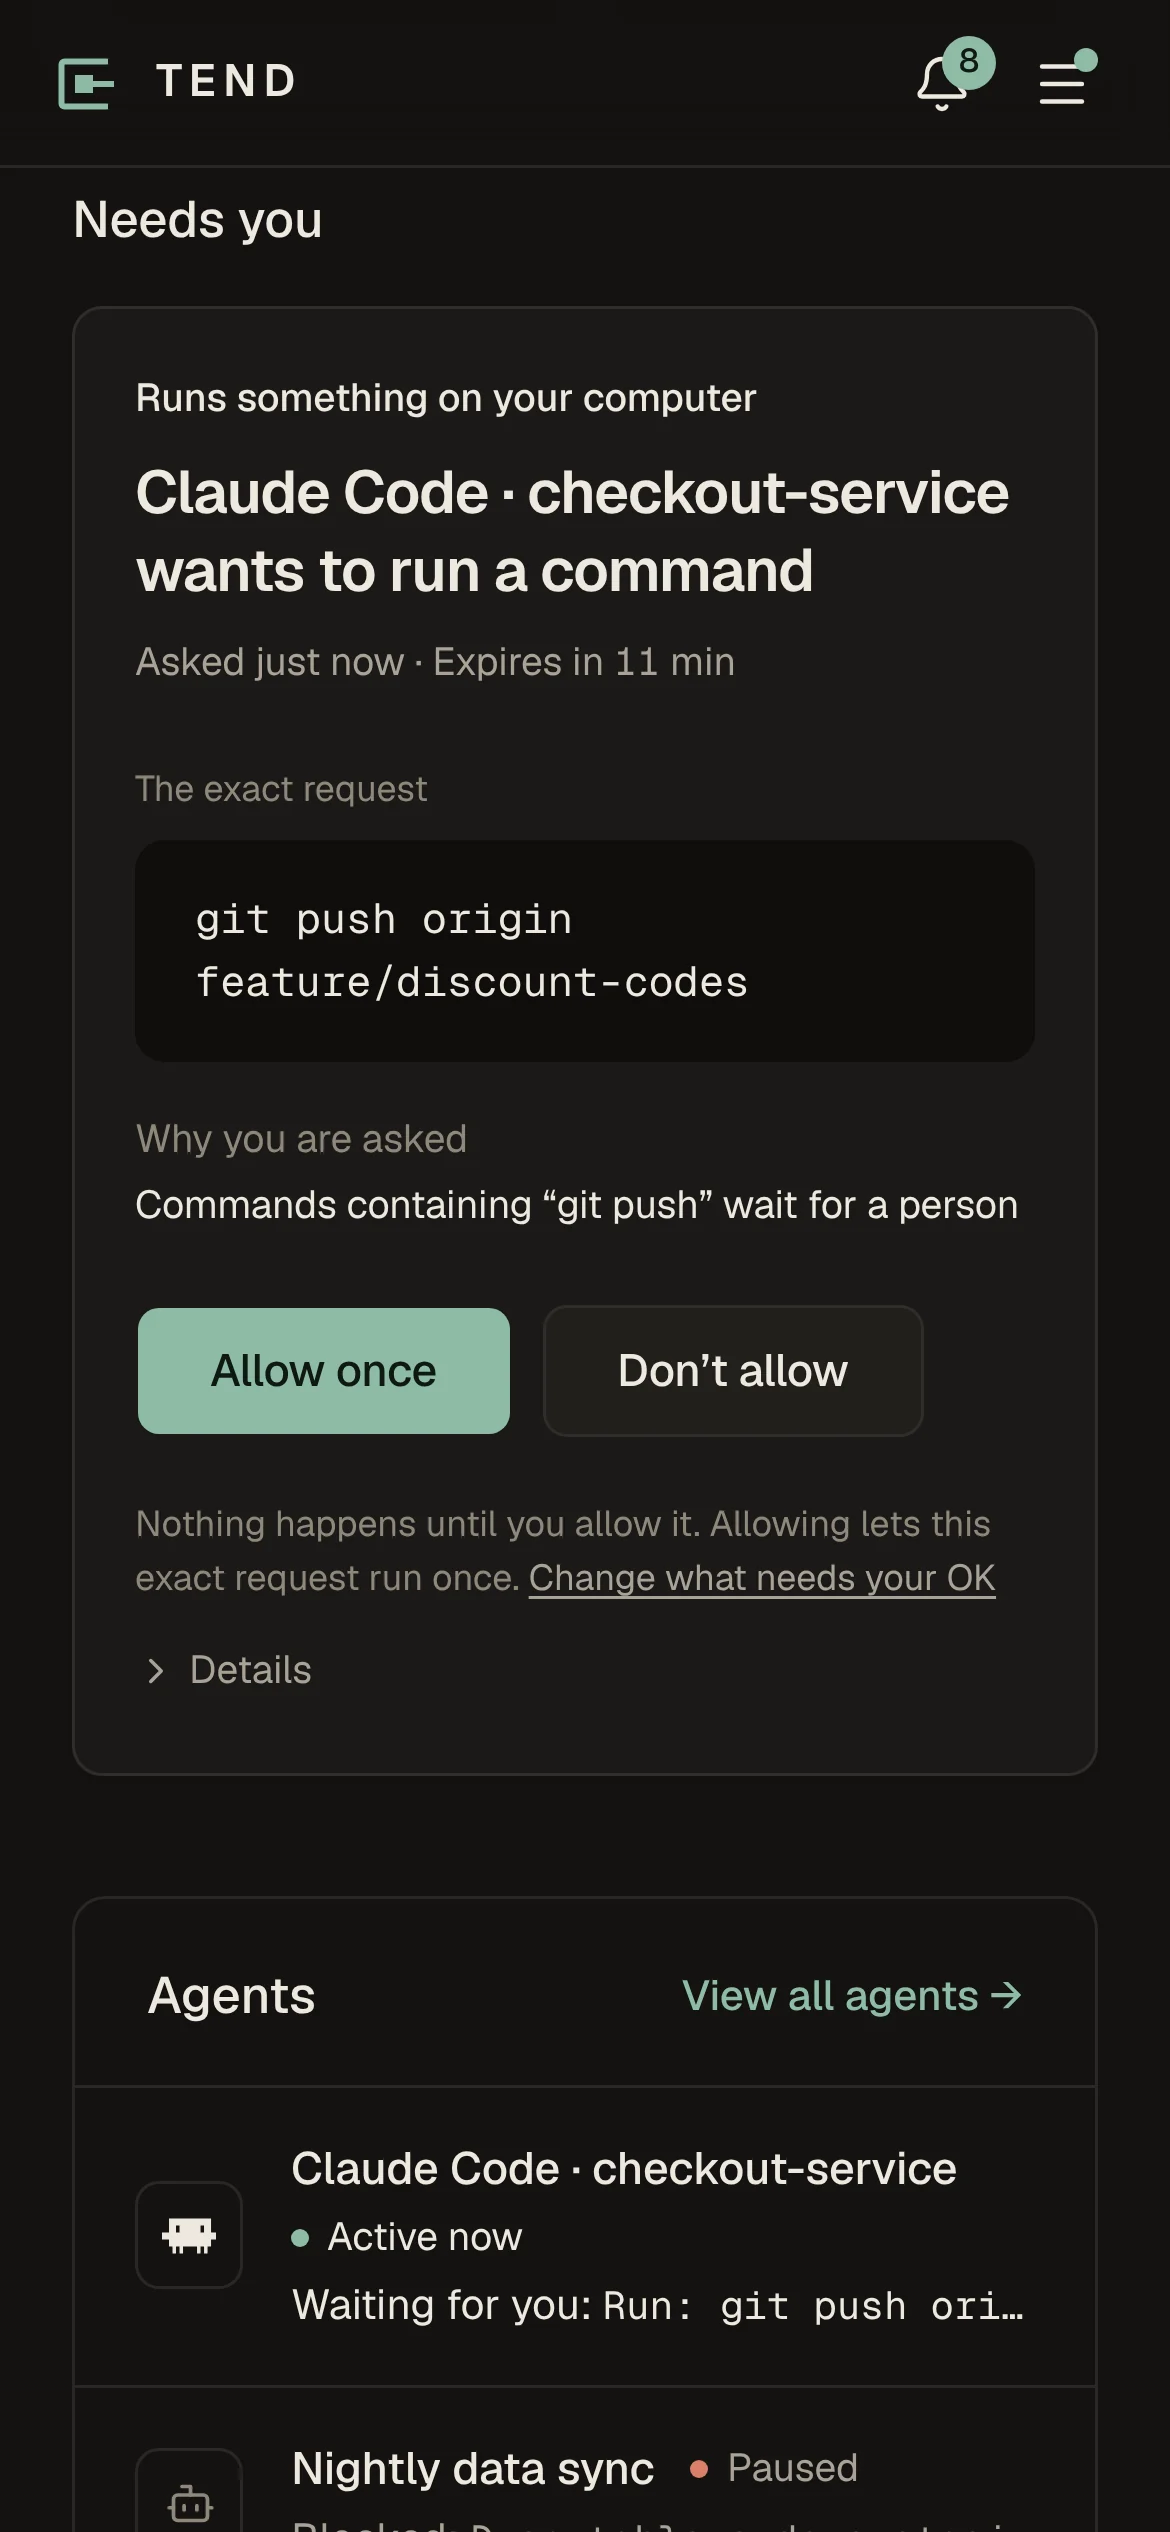 TEND
8
Needs you
Runs something on your computer
Claude Code · checkout-service
wants to run a command
Asked just now · Expires in 11 min
The exact request
git push origin
feature/discount-codes
Why you are asked
Commands containing “git push” wait for a person
Allow once
Don’t allow
Nothing happens until you allow it. Allowing lets this
exact request run once. Change what needs your OK
Details
Agents
View all agents →
Claude Code · checkout-service
Active now
Waiting for you: Run: git push ori…
Nightly data sync
Paused